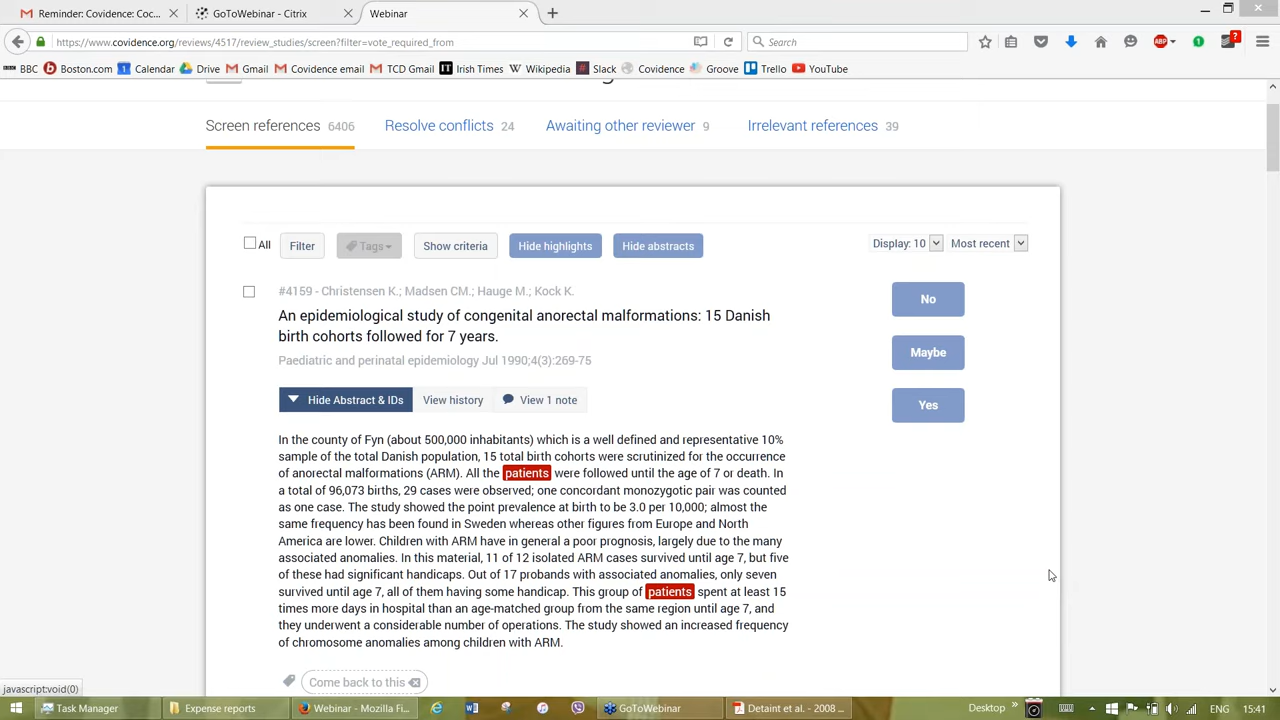 Reminder: Covidence: Coc...
GoToWebinar - Citrix
Webinar
https://www.covidence.org/reviews/4517/review_studies/screen?filter=vote_required_from
Search
ABP
1
?
BBC
Boston.com
Calendar
Drive
Gmail
Covidence email
TCD Gmail
Irish Times
Wikipedia
Slack
Covidence
Groove
Trello
YouTube
Screen references 6406
Resolve conflicts 24
Awaiting other reviewer 9
Irrelevant references 39
All
Filter
Tags
Show criteria
Hide highlights
Hide abstracts
Display: 10
Most recent
#4159 - Christensen K.; Madsen CM.; Hauge M.; Kock K.
An epidemiological study of congenital anorectal malformations: 15 Danish
birth cohorts followed for 7 years.
Paediatric and perinatal epidemiology Jul 1990;4(3):269-75
No
Maybe
Yes
Hide Abstract & IDs
View history
View 1 note
In the county of Fyn (about 500,000 inhabitants) which is a well defined and representative 10%
sample of the total Danish population, 15 total birth cohorts were scrutinized for the occurrence
of anorectal malformations (ARM). All the patients were followed until the age of 7 or death. In
a total of 96,073 births, 29 cases were observed; one concordant monozygotic pair was counted
as one case. The study showed the point prevalence at birth to be 3.0 per 10,000; almost the
same frequency has been found in Sweden whereas other figures from Europe and North
America are lower. Children with ARM have in general a poor prognosis, largely due to the many
associated anomalies. In this material, 11 of 12 isolated ARM cases survived until age 7, but five
of these had significant handicaps. Out of 17 probands with associated anomalies, only seven
survived until age 7, all of them having some handicap. This group of patients spent at least 15
times more days in hospital than an age-matched group from the same region until age 7, and
they underwent a considerable number of operations. The study showed an increased frequency
of chromosome anomalies among children with ARM.
Come back to this
javascript:void(0)
Task Manager
Expense reports
Webinar - Mozilla Fi...
GoToWebinar
Detaint et al. - 2008 ...
Desktop
ENG
15:41